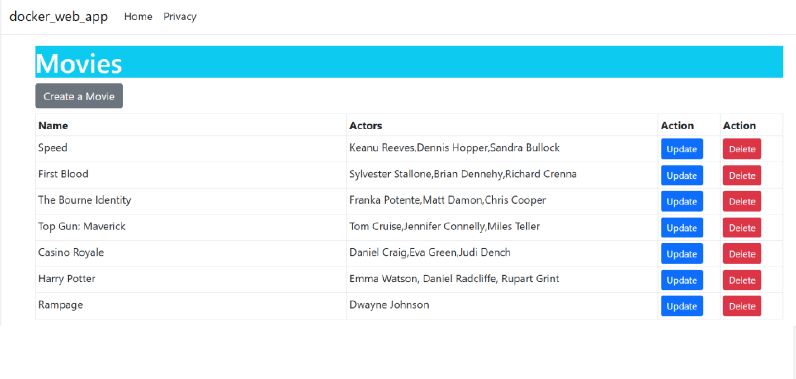 docker_web_app Home Privacy
Movies
Create a Movie
Name Actors Action Action
Speed Keanu Reeves,Dennis Hopper,Sandra Bullock Update Delete
First Blood Sylvester Stallone,Brian Dennehy,Richard Crenna Update Delete
The Bourne Identity Franka Potente,Matt Damon,Chris Cooper Update Delete
Top Gun: Maverick Tom Cruise,Jennifer Connelly,Miles Teller Update Delete
Casino Royale Daniel Craig,Eva Green,Judi Dench Update Delete
Harry Potter Emma Watson, Daniel Radcliffe, Rupart Grint Update Delete
Rampage Dwayne Johnson Update Delete